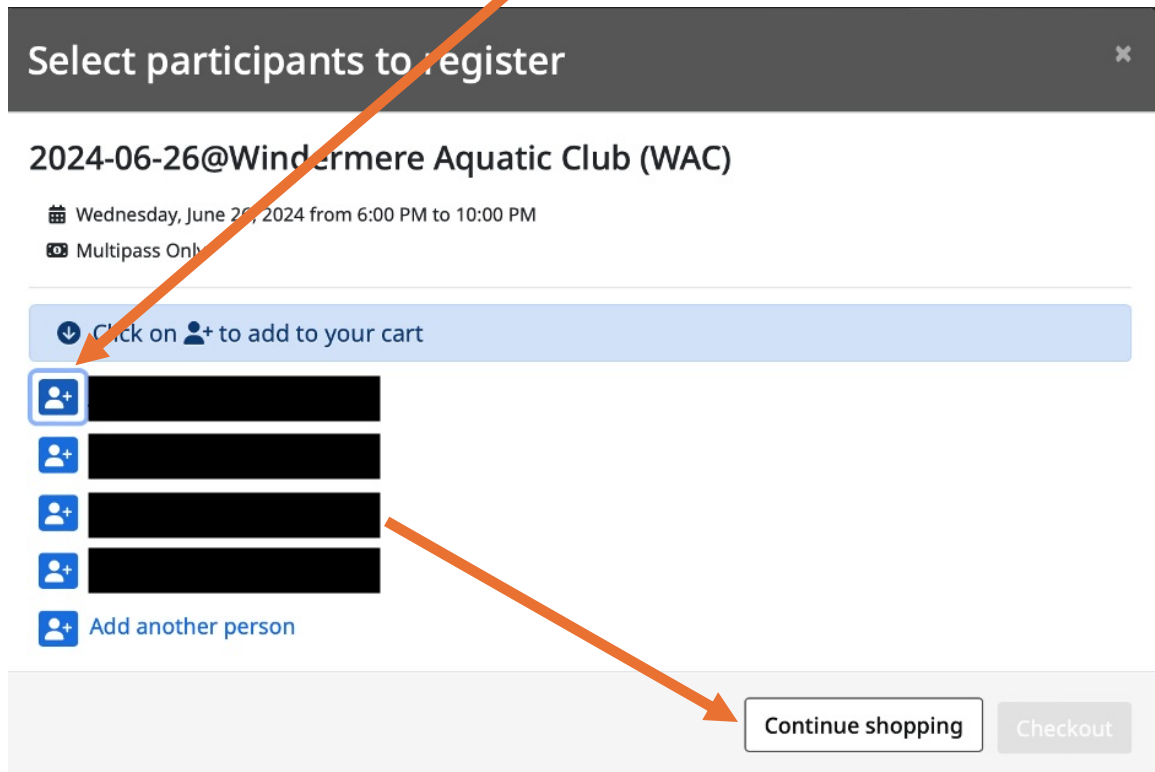 Select participants to register
2024-06-26@Windermere Aquatic Club (WAC)
Wednesday, June 26, 2024 from 6:00 PM to 10:00 PM
Multipass Only
Click on to add to your cart
Add another person
Continue shopping
Checkout